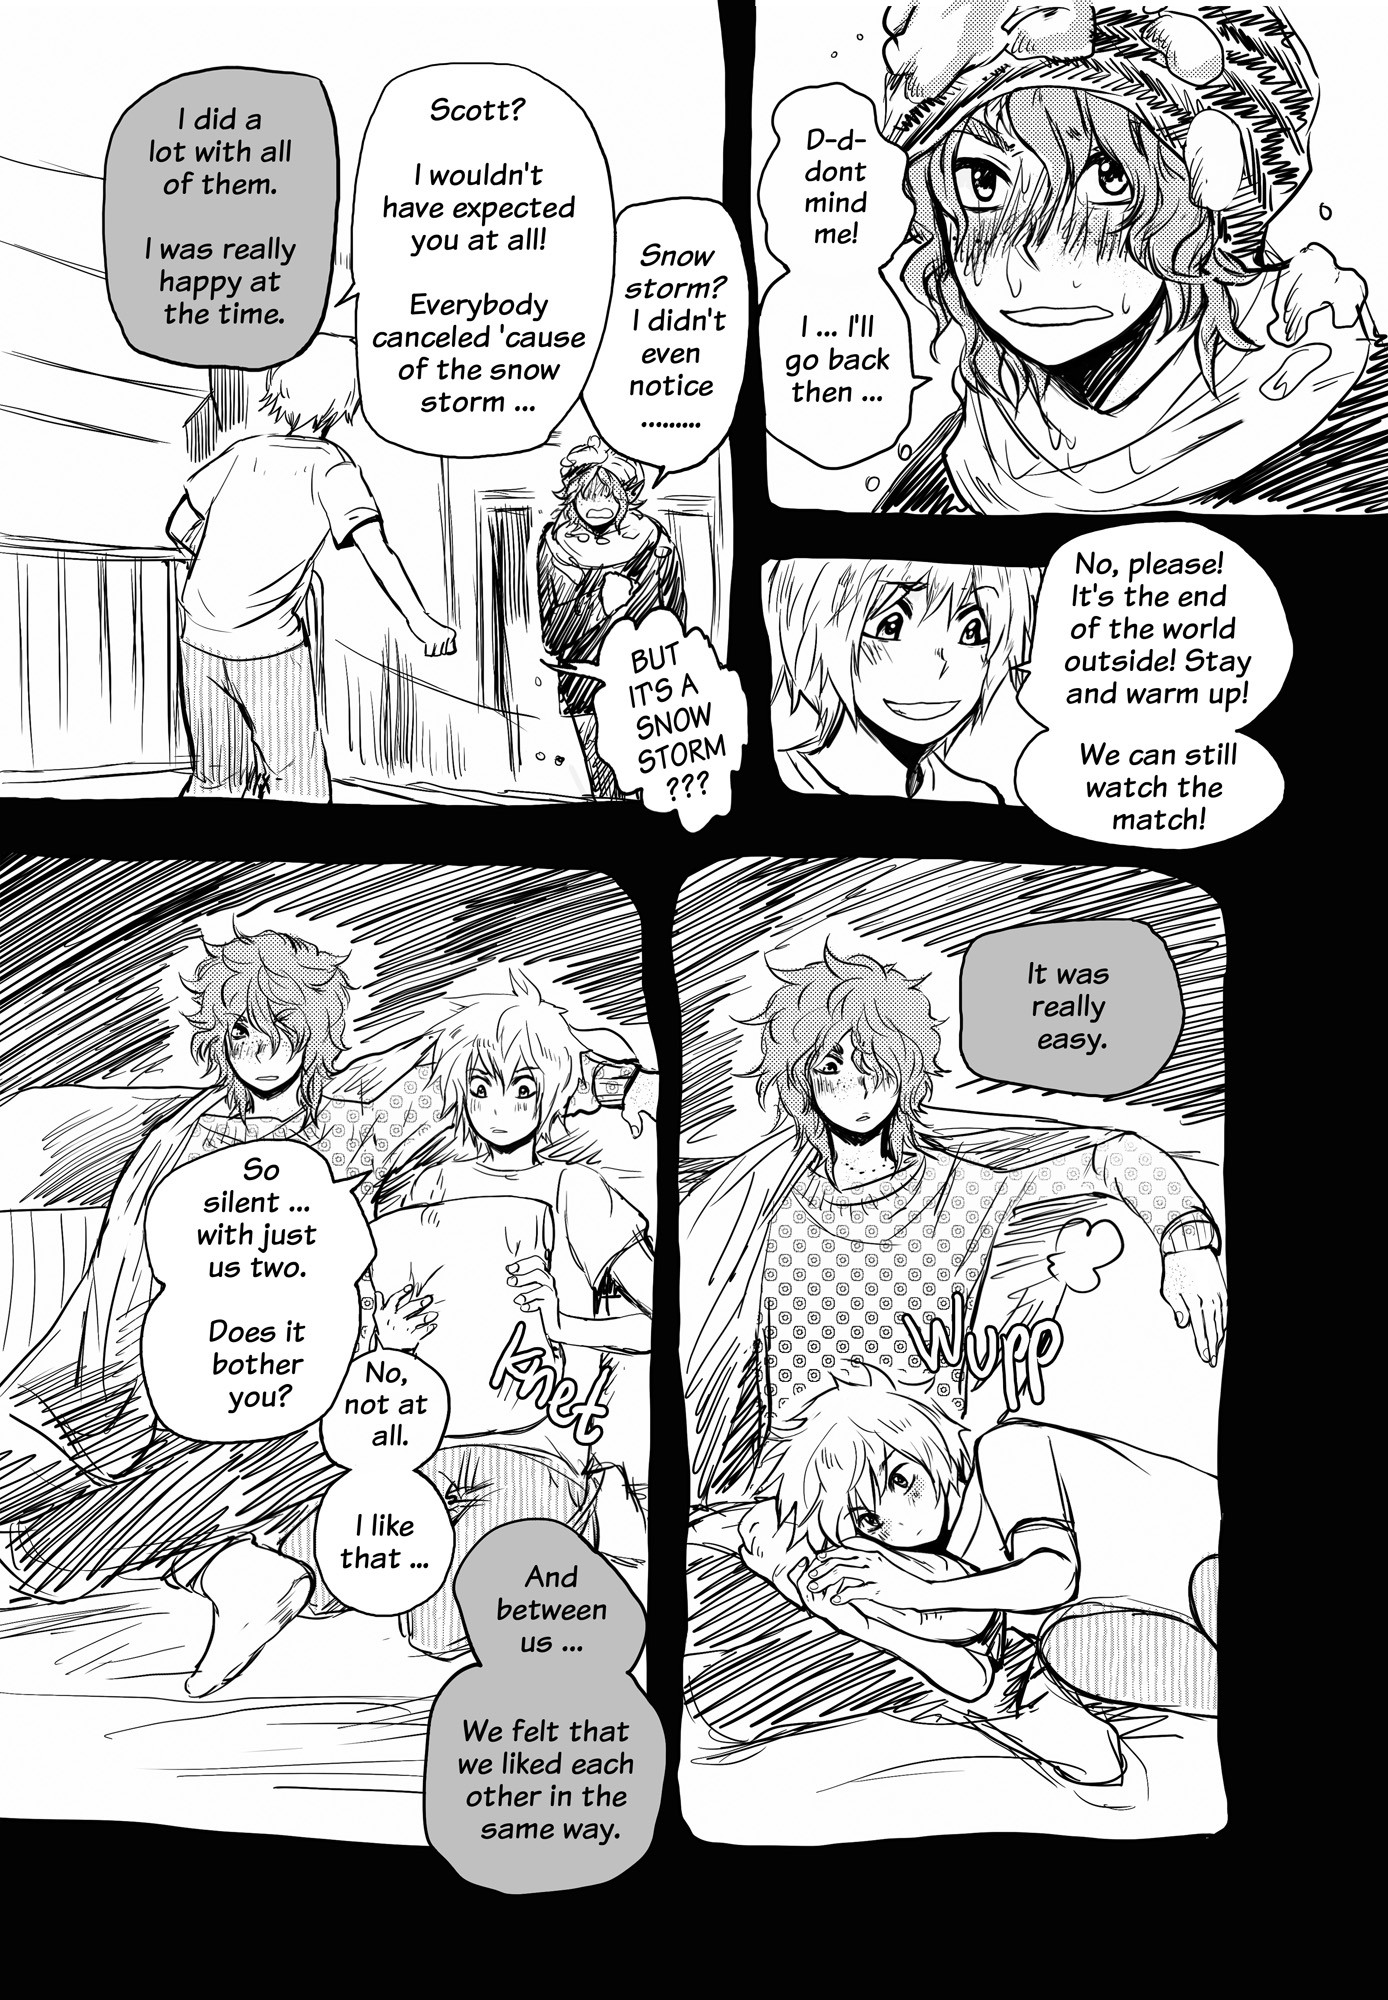 I did a
lot with all
of them.
I was really
happy at
the time.
Scott?
I wouldn't
have expected
you at all!
Everybody
canceled 'cause
of the snow
storm ...
Snow
storm?
I didn't
even
notice
.........
BUT
IT'S A
SNOW
STORM
???
D-d-
dont
mind
me!
I ... I'll
go back
then ...
No, please!
It's the end
of the world
outside! Stay
and warm up!
We can still
watch the
match!
So
silent ...
with just
us two.
Does it
bother
you?
No,
not at
all.
I like
that ...
Knet
And
between
us ...
We felt that
we liked each
other in the
same way.
It was
really
easy.
Wupp